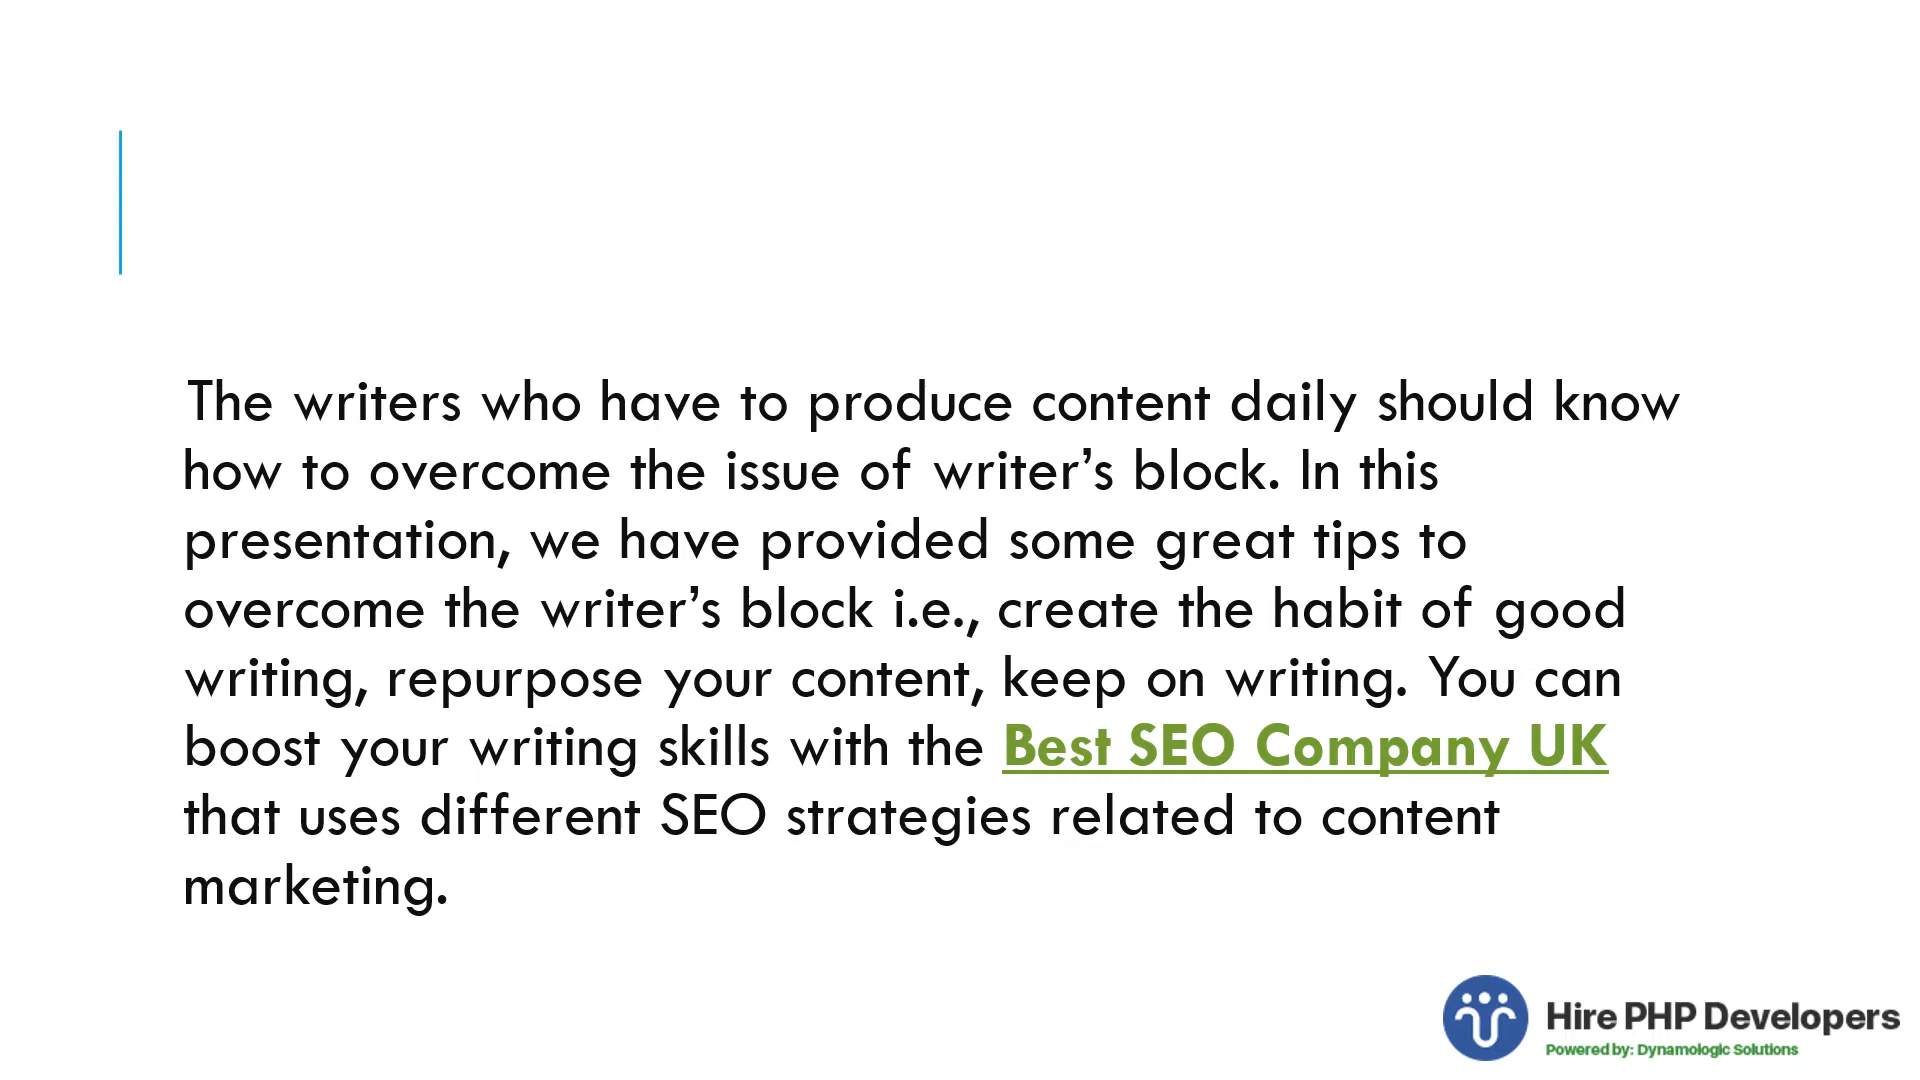 The writers who have to produce content daily should know
how to overcome the issue of writer’s block. In this
presentation, we have provided some great tips to
overcome the writer’s block i.e., create the habit of good
writing, repurpose your content, keep on writing. You can
boost your writing skills with the Best SEO Company UK
that uses different SEO strategies related to content
marketing.
Hire PHP Developers
Powered by: Dynamologic Solutions